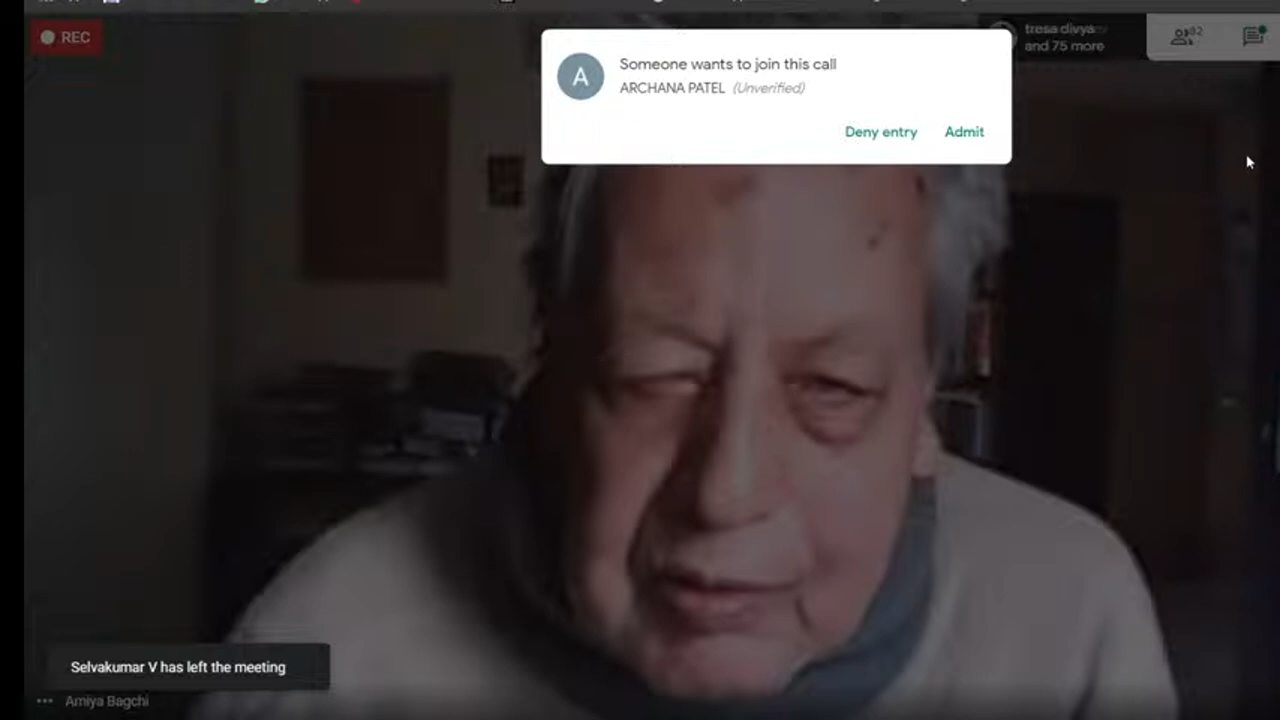 REC
Someone wants to join this call
A
ARCHANA PATEL (Unverified)
Deny entry Admit
tresa divya
and 75 more
82
Selvakumar V has left the meeting
Amiya Bagchi